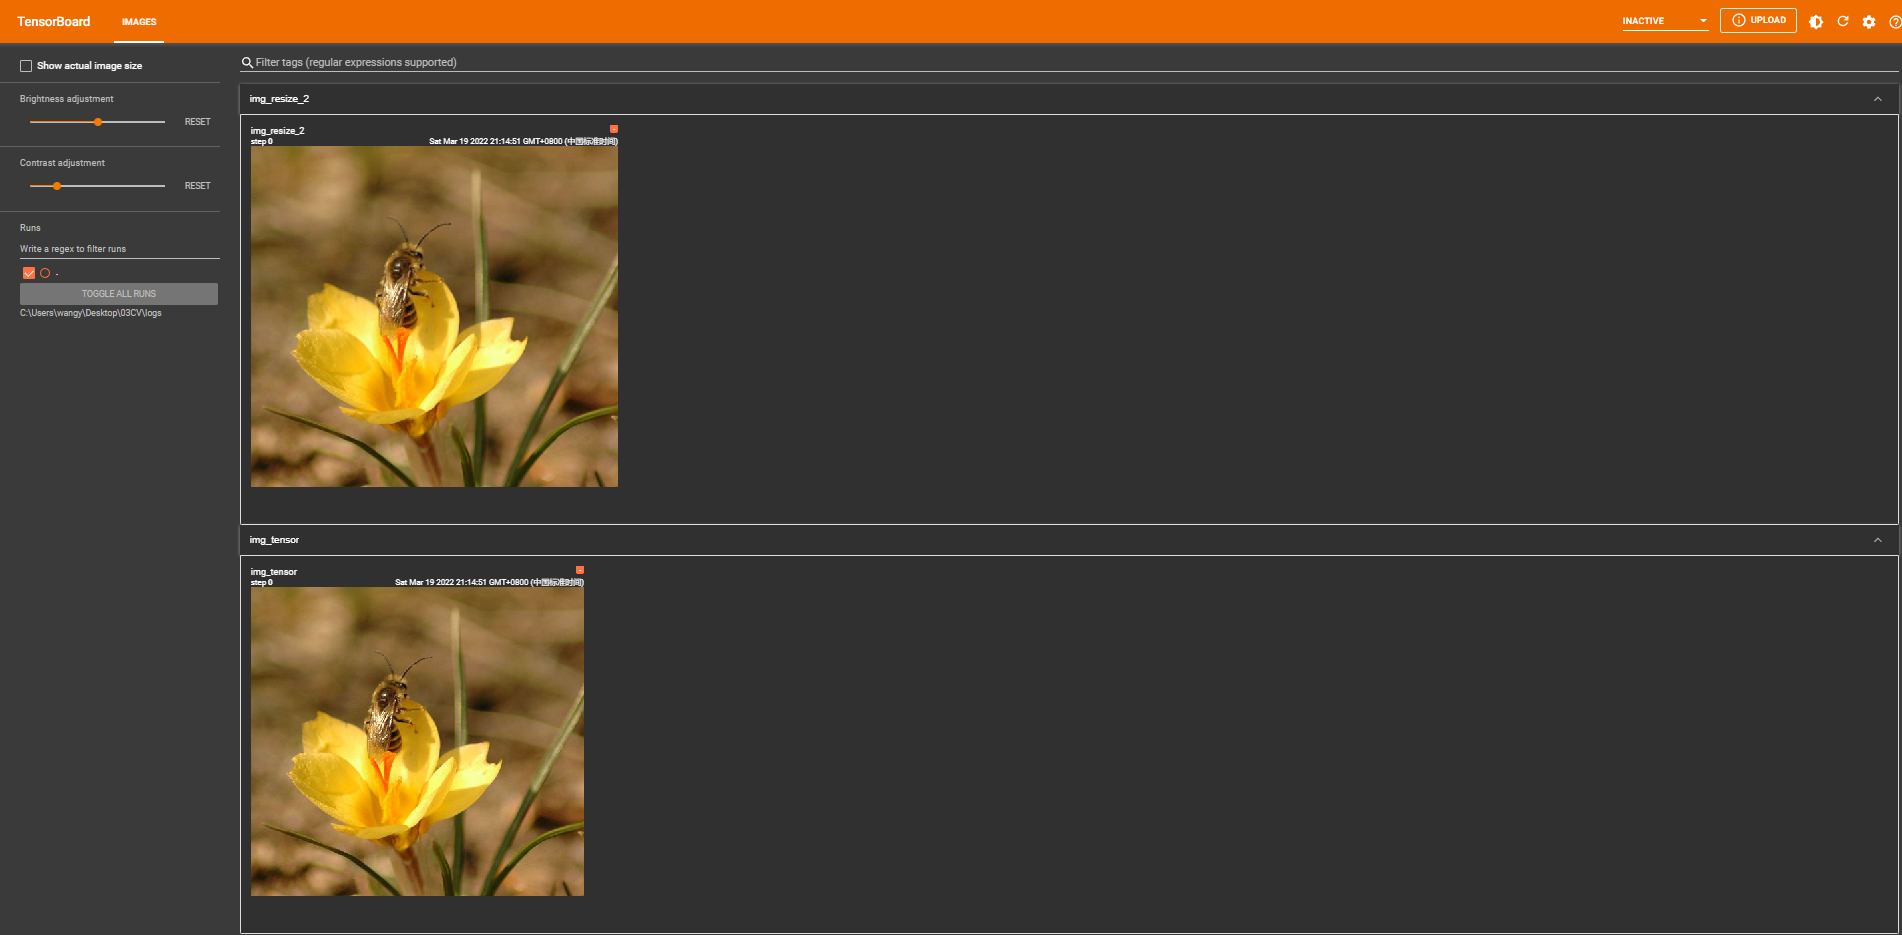 TensorBoard
IMAGES
INACTIVE
UPLOAD
Show actual image size
Brightness adjustment
RESET
Contrast adjustment
RESET
Runs
Write a regex to filter runs
-
TOGGLE ALL RUNS
C:\Users\wangy\Desktop\03CV\logs
Filter tags (regular expressions supported)
img_resize_2
img_resize_2
step 0 Sat Mar 19 2022 21:14:51 GMT+0800 (中国标准时间)
img_tensor
img_tensor
step 0 Sat Mar 19 2022 21:14:51 GMT+0800 (中国标准时间)